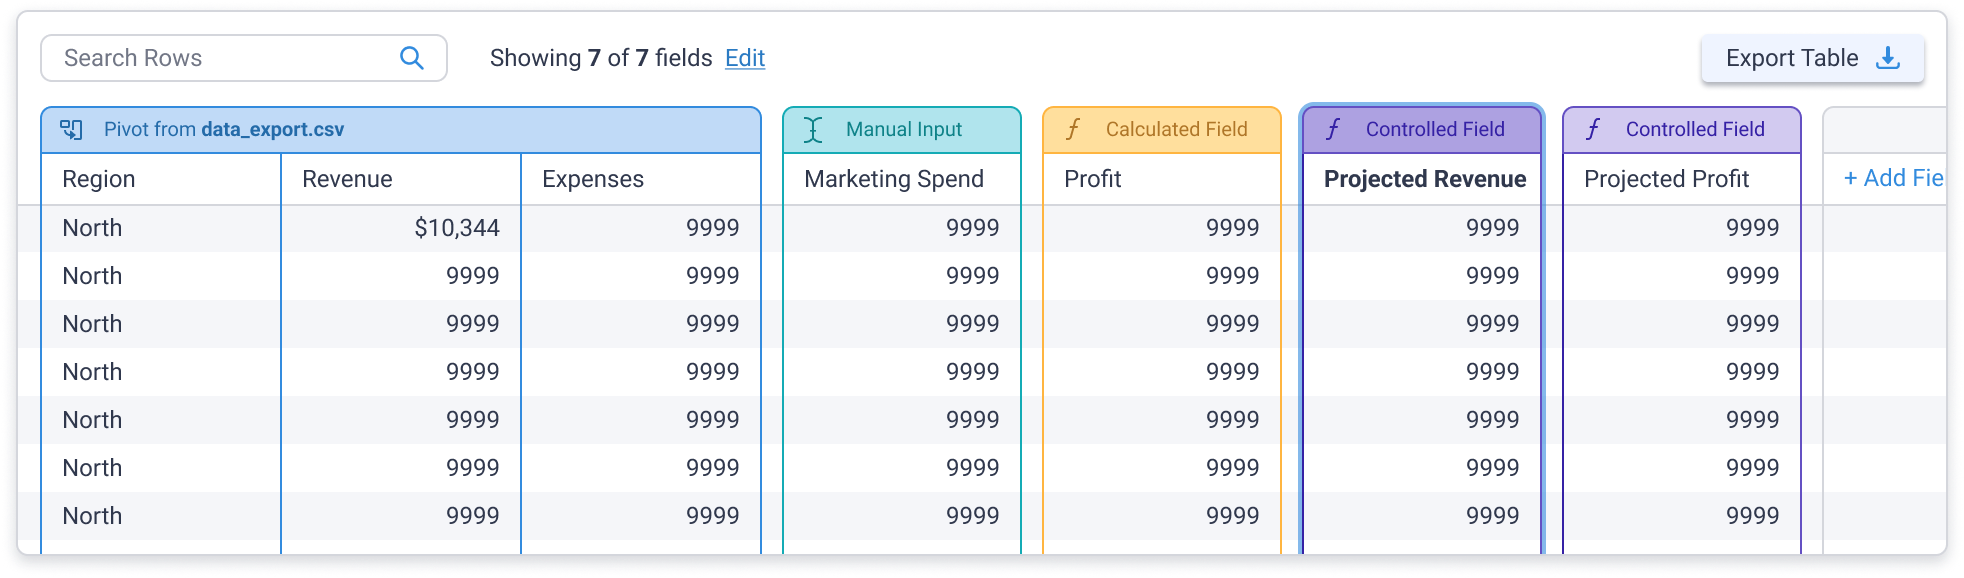 Search Rows Showing 7 of 7 fields Edit Export Table
Pivot from data_export.csv Manual Input Calculated Field Controlled Field Controlled Field
Region Revenue Expenses Marketing Spend Profit Projected Revenue Projected Profit + Add Fie
North $10,344 9999 9999 9999 9999 9999
North 9999 9999 9999 9999 9999 9999
North 9999 9999 9999 9999 9999 9999
North 9999 9999 9999 9999 9999 9999
North 9999 9999 9999 9999 9999 9999
North 9999 9999 9999 9999 9999 9999
North 9999 9999 9999 9999 9999 9999